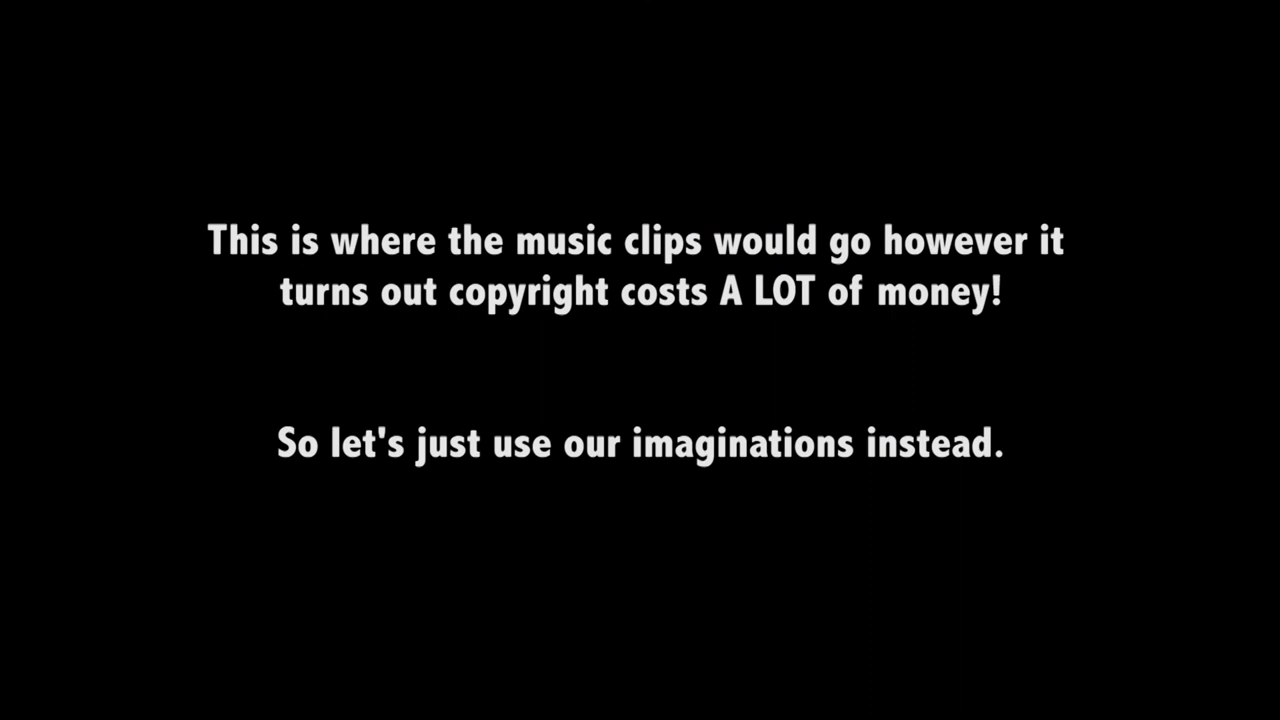 This is where the music clips would go however it
turns out copyright costs A LOT of money!
So let's just use our imaginations instead.